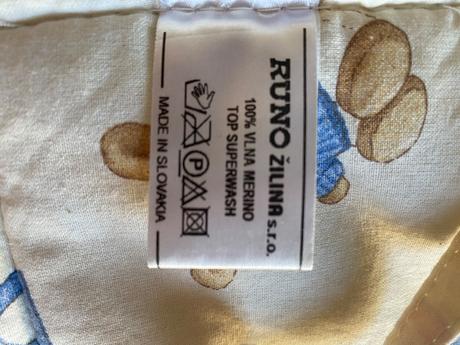 RUNO ŽILINA s.r.o.
100% VLNA MERINO
TOP SUPERWASH
P
MADE IN SLOVAKIA